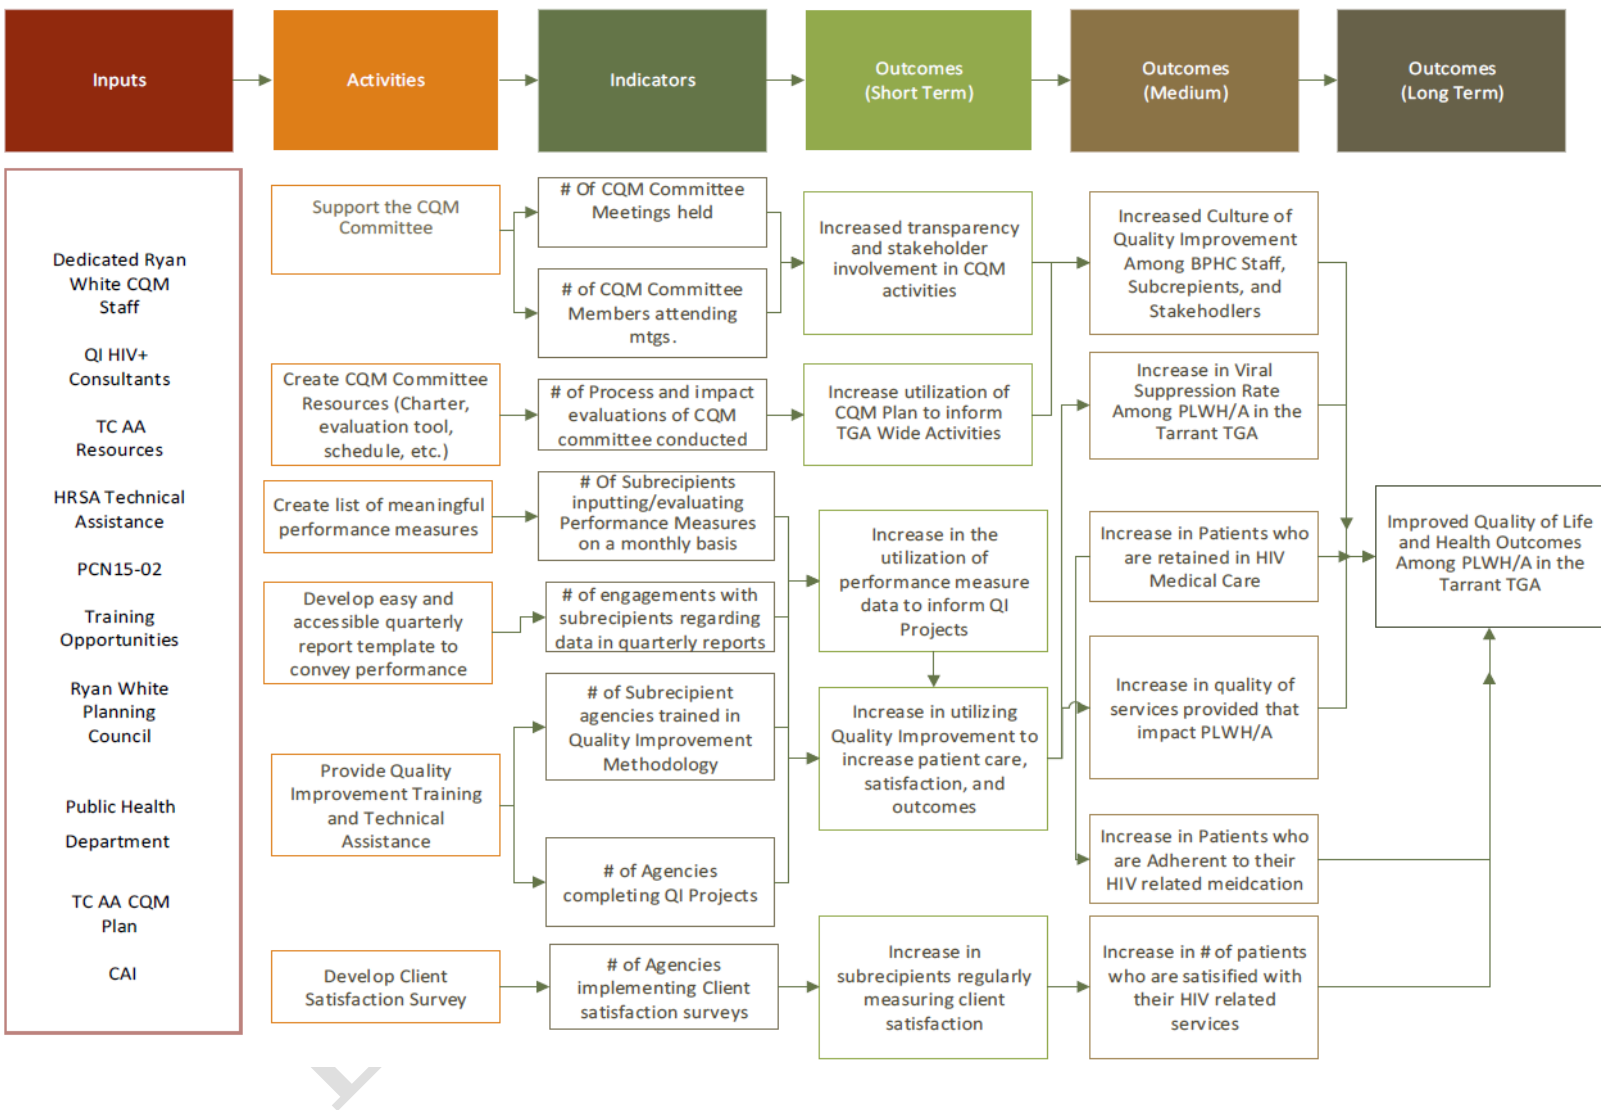 Inputs
Activities
Indicators
Outcomes
(Short Term)
Outcomes
(Medium)
Outcomes
(Long Term)
Dedicated Ryan
White CQM
Staff
QI HIV+
Consultants
TC AA
Resources
HRSA Technical
Assistance
PCN15-02
Training
Opportunities
Ryan White
Planning
Council
Public Health
Department
TC AA CQM
Plan
CAI
Support the CQM
Committee
Create CQM Committee
Resources (Charter,
evaluation tool,
schedule, etc.)
Create list of meaningful
performance measures
Develop easy and
accessible quarterly
report template to
convey performance
Provide Quality
Improvement Training
and Technical
Assistance
Develop Client
Satisfaction Survey
# Of CQM Committee
Meetings held
# of CQM Committee
Members attending
mtgs.
# of Process and impact
evaluations of CQM
committee conducted
# Of Subrecipients
inputting/evaluating
Performance Measures
on a monthly basis
# of engagements with
subrecipients regarding
data in quarterly reports
# of Subrecipient
agencies trained in
Quality Improvement
Methodology
# of Agencies
completing QI Projects
# of Agencies
implementing Client
satisfaction surveys
Increased transparency
and stakeholder
involvement in CQM
activities
Increase utilization of
CQM Plan to inform
TGA Wide Activities
Increase in the
utilization of
performance measure
data to inform QI
Projects
Increase in utilizing
Quality Improvement to
increase patient care,
satisfaction, and
outcomes
Increase in
subrecipients regularly
measuring client
satisfaction
Increased Culture of
Quality Improvement
Among BPHC Staff,
Subcrepients, and
Stakehodlers
Increase in Viral
Suppression Rate
Among PLWH/A in the
Tarrant TGA
Increase in Patients who
are retained in HIV
Medical Care
Increase in quality of
services provided that
impact PLWH/A
Increase in Patients who
are Adherent to their
HIV related meidcation
Increase in # of patients
who are satisified with
their HIV related
services
Improved Quality of Life
and Health Outcomes
Among PLWH/A in the
Tarrant TGA